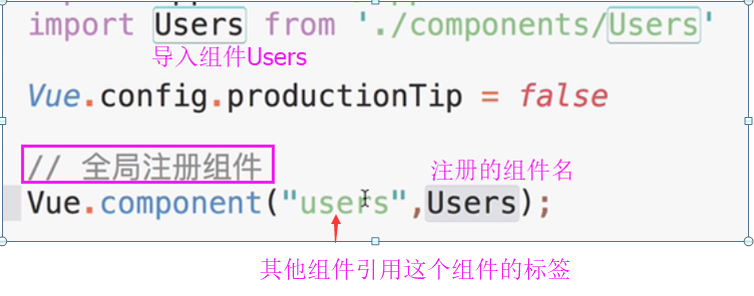 import Users from './components/Users'
导入组件Users
Vue.config.productionTip = false
// 全局注册组件
注册的组件名
Vue.component("users",Users);
其他组件引用这个组件的标签